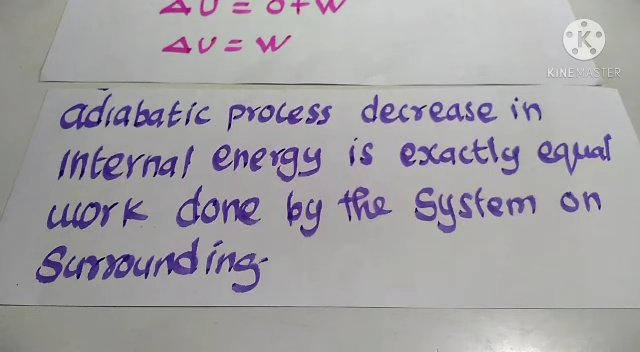 ΔU = 0+W
ΔU = W
KINEMASTER
adiabatic process decrease in
internal energy is exactly equal
work done by the System on
Surrounding.